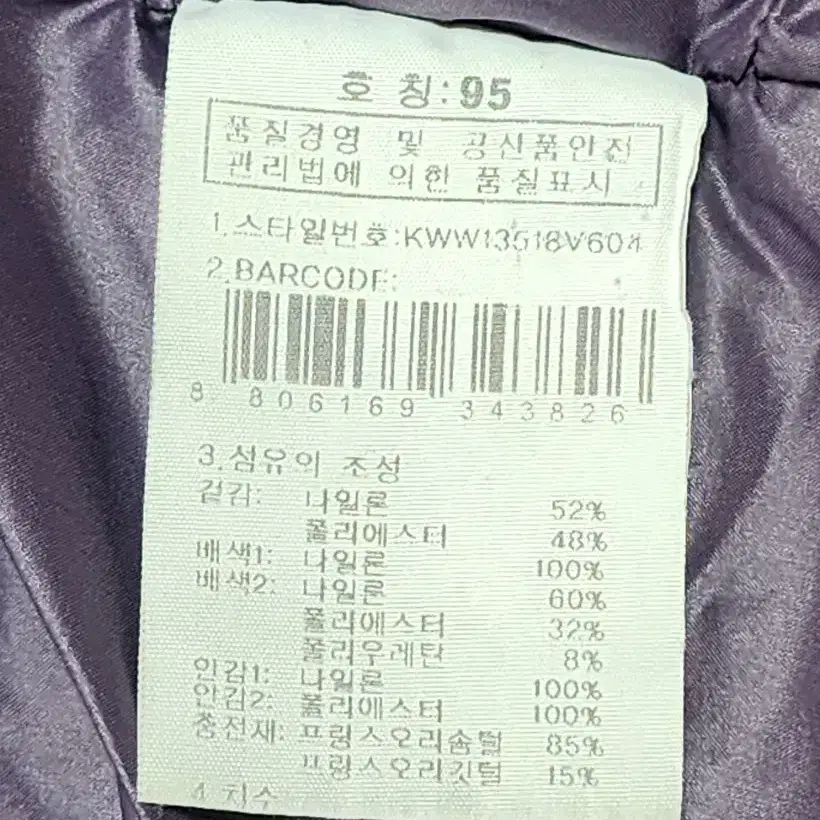 호 칭:95
품질경영 및 공산품안전
관리법에 의한 품질표시
1.스타일번호:KWW13518V604
2.BARCODE:
8 806169 343826
3.섬유의 조성
겉감: 나일론 52%
폴리에스터 48%
배색1: 나일론 100%
배색2: 나일론 60%
폴리에스터 32%
폴리우레탄 8%
안감1: 나일론 100%
안감2: 폴리에스터 100%
충전재: 프랑스오리솜털 85%
프랑스오리깃털 15%
4.치수